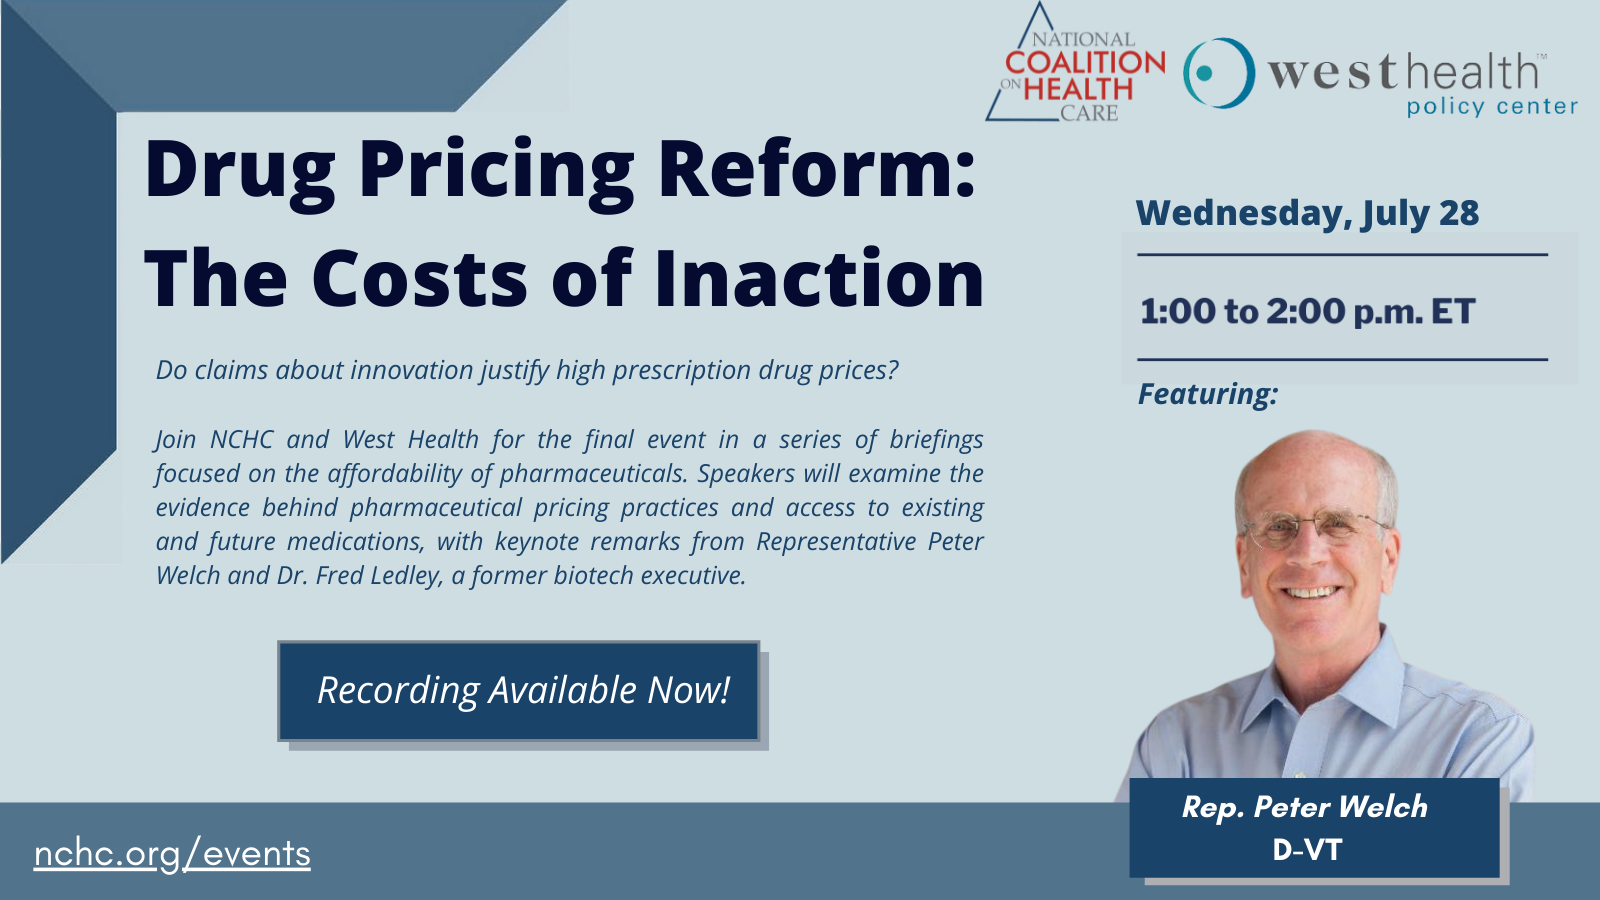 NATIONAL
COALITION
ON HEALTH
CARE
westhealth™
policy center
Drug Pricing Reform:
The Costs of Inaction
Do claims about innovation justify high prescription drug prices?
Join NCHC and West Health for the final event in a series of briefings
focused on the affordability of pharmaceuticals. Speakers will examine the
evidence behind pharmaceutical pricing practices and access to existing
and future medications, with keynote remarks from Representative Peter
Welch and Dr. Fred Ledley, a former biotech executive.
Recording Available Now!
Wednesday, July 28
1:00 to 2:00 p.m. ET
Featuring:
Rep. Peter Welch
D-VT
nchc.org/events